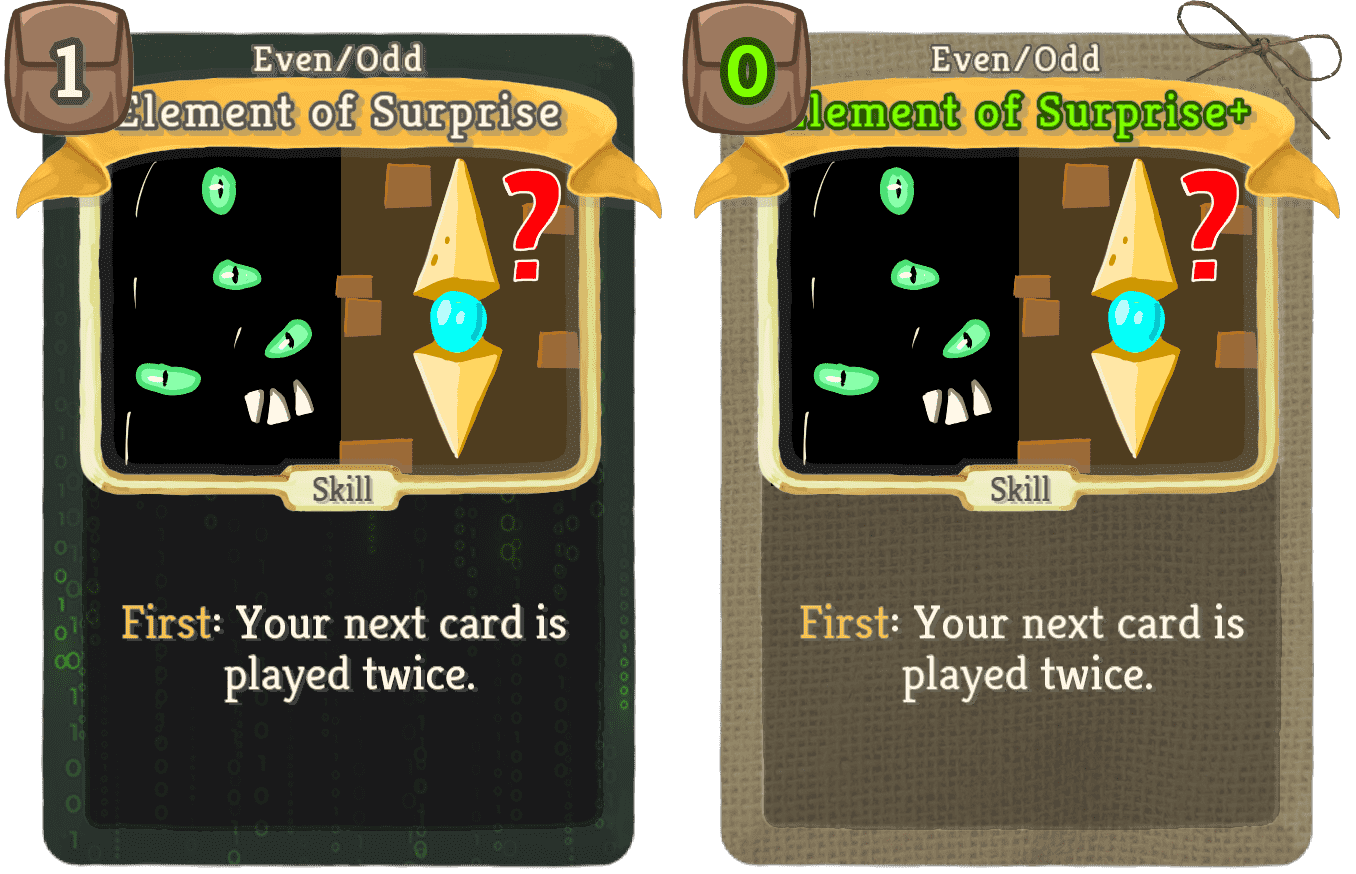 1
Even/Odd
Element of Surprise
?
Skill
First: Your next card is
played twice.
0
Even/Odd
Element of Surprise+
?
Skill
First: Your next card is
played twice.